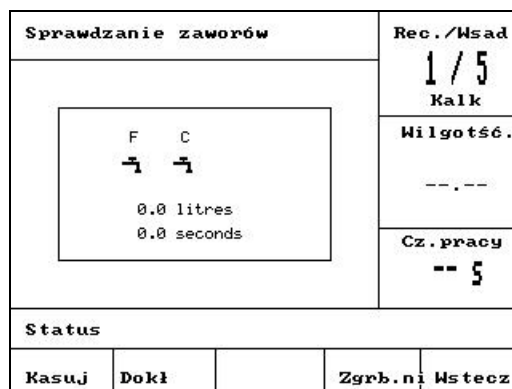 Sprawdzanie zaworów
Rec./Wsad
1 / 5
Kalk
F C
0.0 litres
0.0 seconds
Wilgotść.
--.--
Cz.pracy
-- s
Status
Kasuj Dokł Zgrb.ni Wstecz